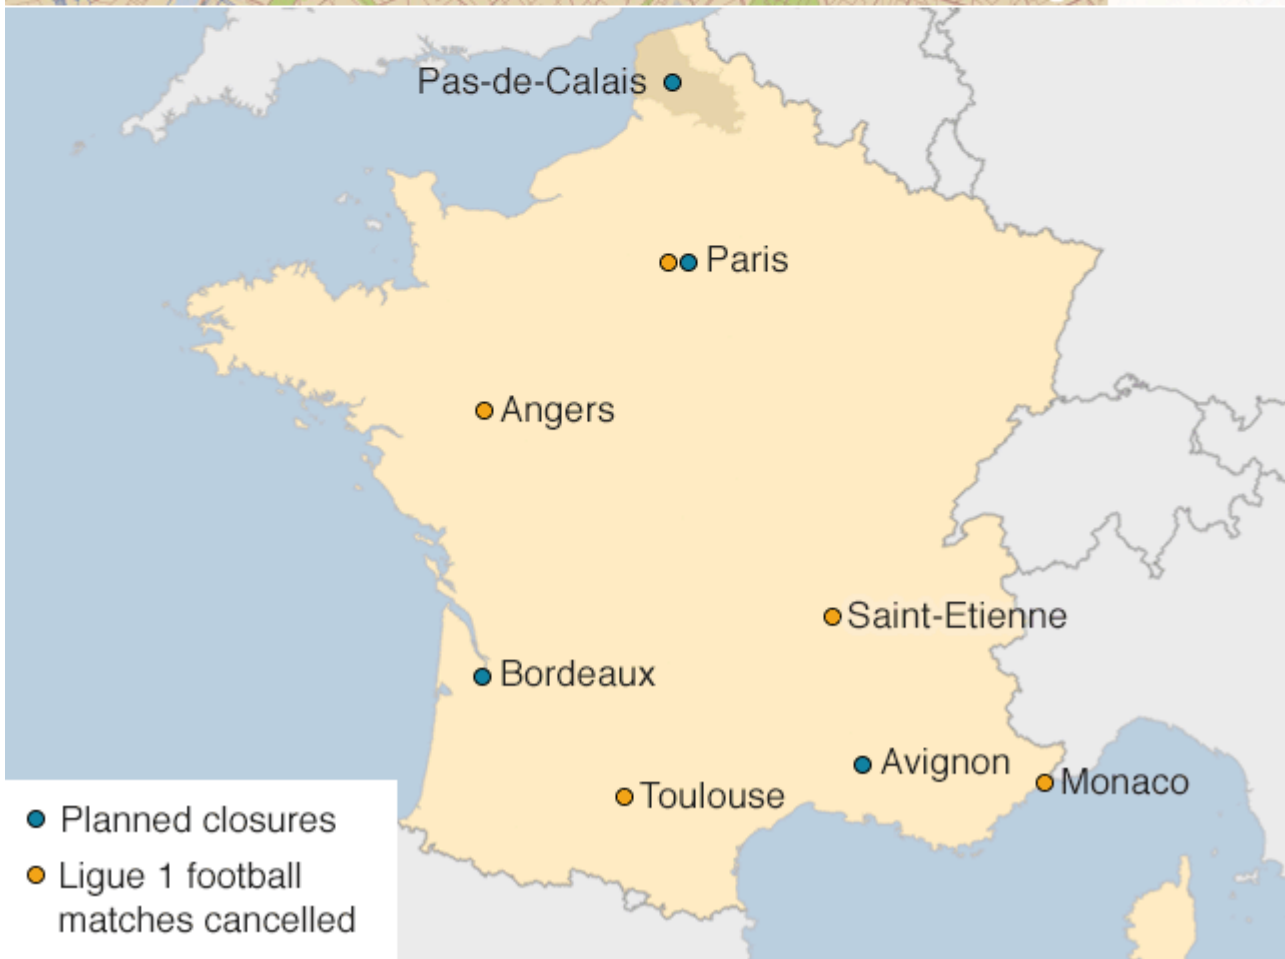 Pas-de-Calais
Paris
Angers
Saint-Etienne
Bordeaux
Avignon
Monaco
Toulouse
Planned closures
Ligue 1 football
matches cancelled